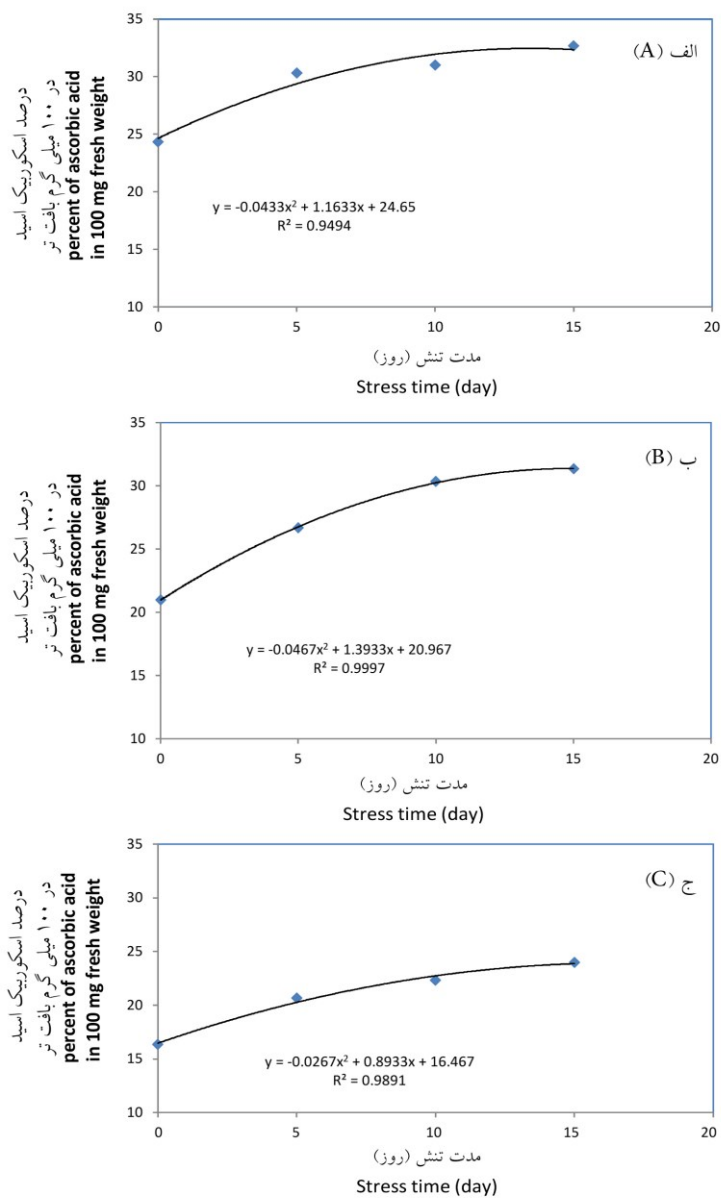 الف (A)
درصد اسکوربیک اسید
در ۱۰۰ میلی گرم بافت تر
percent of ascorbic acid
in 100 mg fresh weight
35
30
25
20
15
10
y = -0.0433x² + 1.1633x + 24.65
R² = 0.9494
0 5 10 15 20
مدت تنش (روز)
Stress time (day)
ب (B)
درصد اسکوربیک اسید
در ۱۰۰ میلی گرم بافت تر
percent of ascorbic acid
in 100 mg fresh weight
35
30
25
20
15
10
y = -0.0467x² + 1.3933x + 20.967
R² = 0.9997
0 5 10 15 20
مدت تنش (روز)
Stress time (day)
ج (C)
درصد اسکوربیک اسید
در ۱۰۰ میلی گرم بافت تر
percent of ascorbic acid
in 100 mg fresh weight
35
30
25
20
15
10
y = -0.0267x² + 0.8933x + 16.467
R² = 0.9891
0 5 10 15 20
مدت تنش (روز)
Stress time (day)